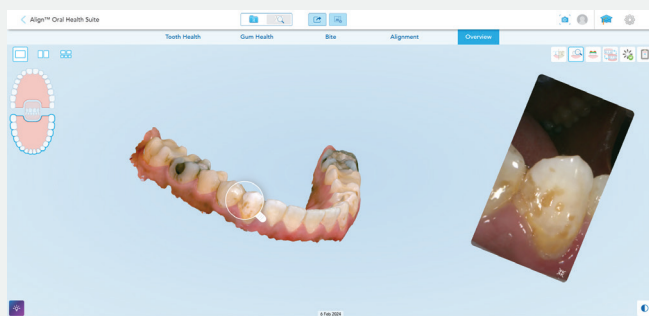 Align™ Oral Health Suite
Tooth Health
Gum Health
Bite
Alignment
Overview
6 Feb 2024